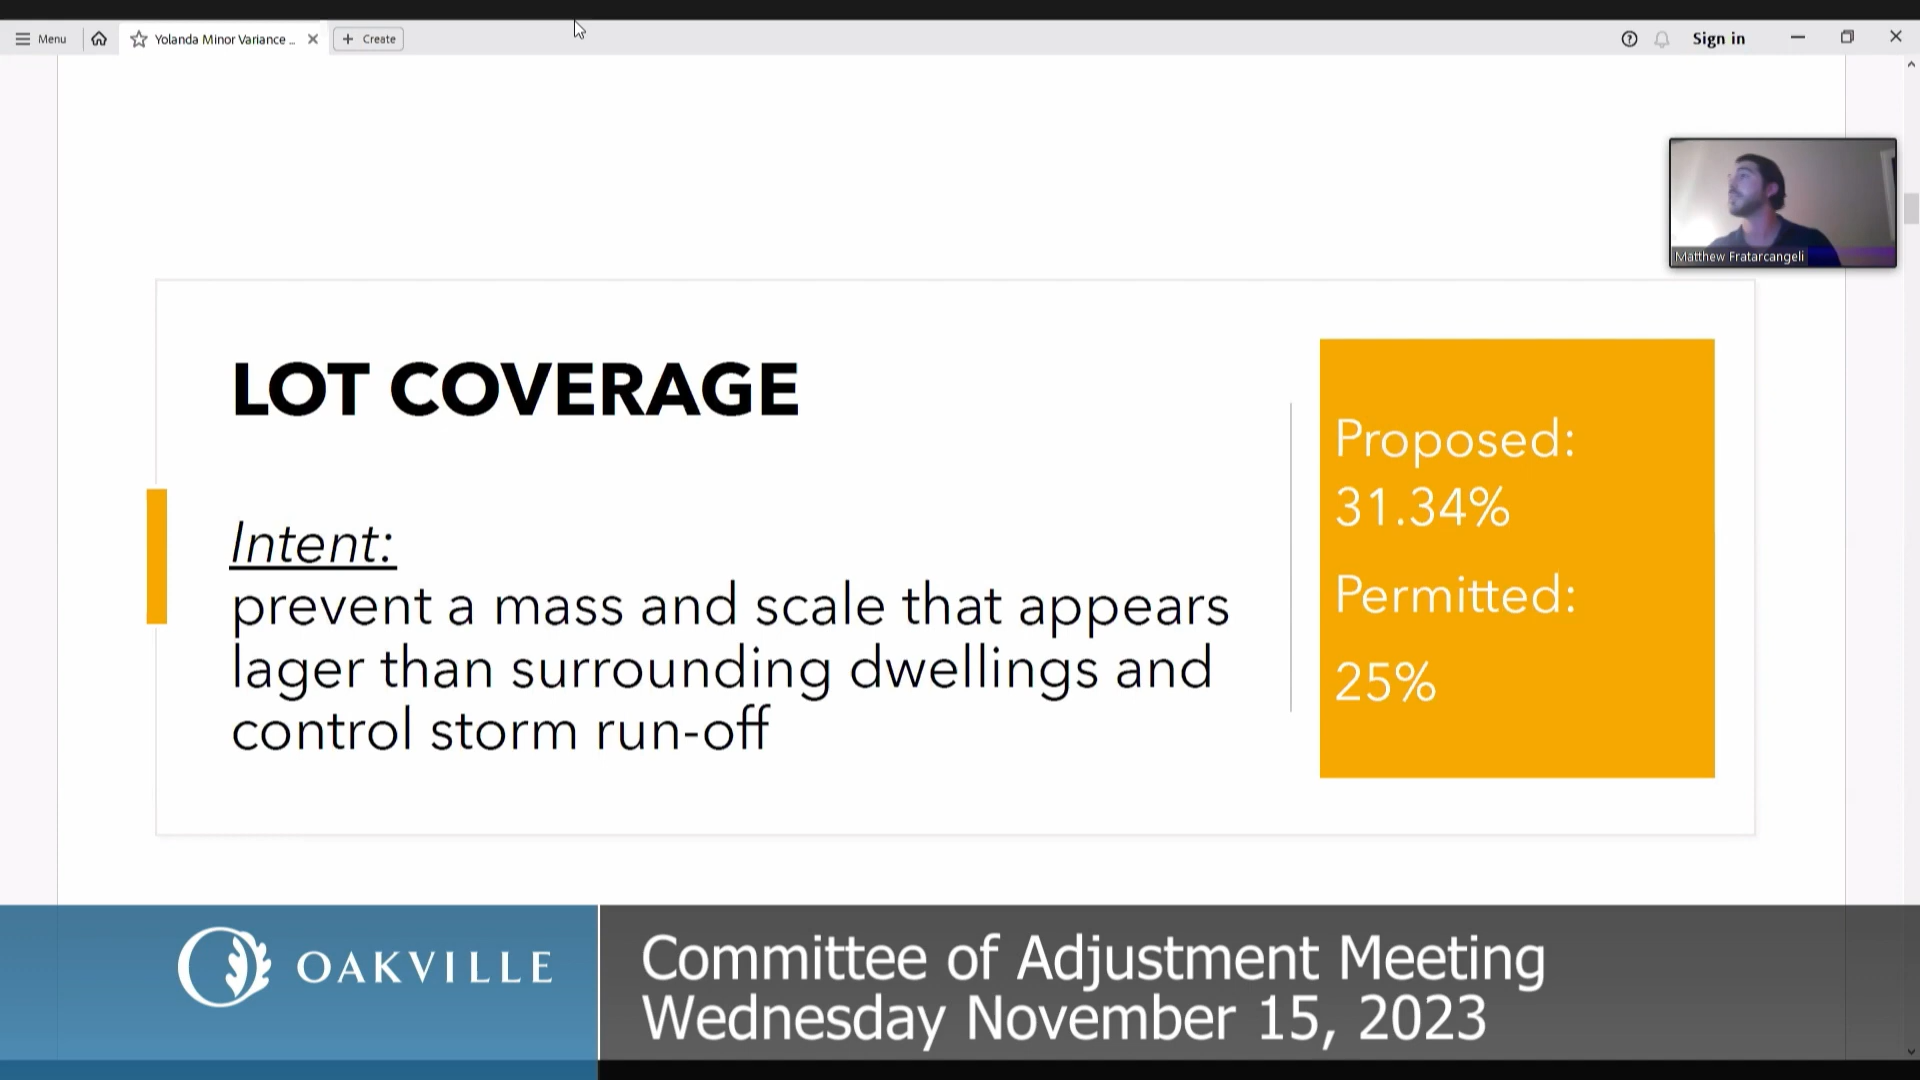 Menu
Yolanda Minor Variance ...
Create
Sign in
Matthew Fratarcangeli
LOT COVERAGE
Intent:
prevent a mass and scale that appears
lager than surrounding dwellings and
control storm run-off
Proposed:
31.34%
Permitted:
25%
OAKVILLE
Committee of Adjustment Meeting
Wednesday November 15, 2023